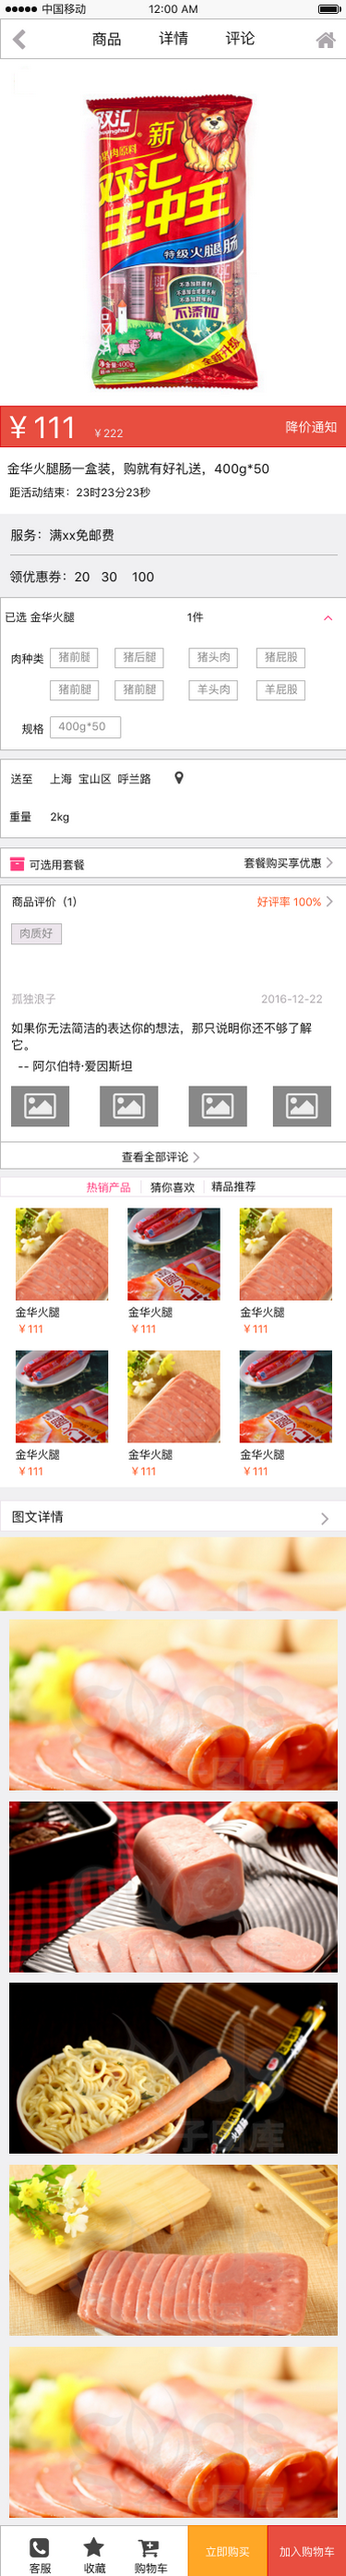 中国移动 12:00 AM
商品 详情 评论
双汇
Shuanghui
新
猪肉原料
双汇
王中王
特级火腿肠
不添加
全新升级
¥111 ¥222 降价通知
金华火腿肠一盒装，购就有好礼送，400g*50
距活动结束：23时23分23秒
服务：满xx免邮费
领优惠券：20 30 100
已选 金华火腿 1件
肉种类 猪前腿 猪后腿 猪头肉 猪屁股
猪前腿 猪前腿 羊头肉 羊屁股
规格 400g*50
送至 上海 宝山区 呼兰路
重量 2kg
可选用套餐 套餐购买享优惠
商品评价（1） 好评率 100%
肉质好
孤独浪子 2016-12-22
如果你无法简洁的表达你的想法，那只说明你还不够了解
它。
-- 阿尔伯特·爱因斯坦
查看全部评论
热销产品 猜你喜欢 精品推荐
金华火腿 金华火腿 金华火腿
¥111 ¥111 ¥111
金华火腿 金华火腿 金华火腿
¥111 ¥111 ¥111
图文详情
客服 收藏 购物车 立即购买 加入购物车